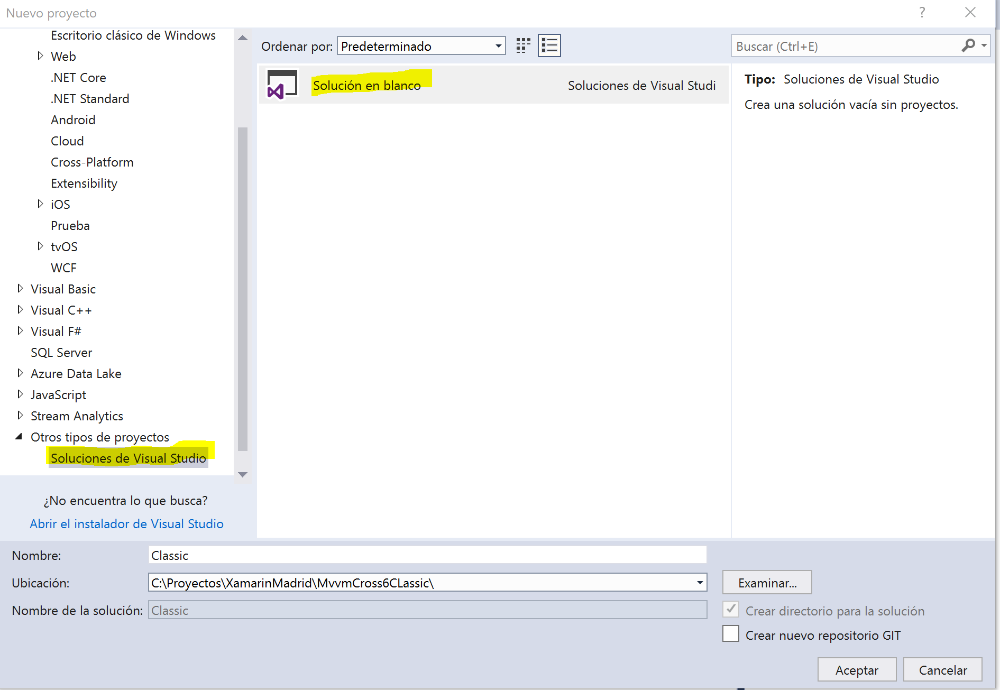 Nuevo proyecto
?
Escritorio clásico de Windows
Web
.NET Core
.NET Standard
Android
Cloud
Cross-Platform
Extensibility
iOS
Prueba
tvOS
WCF
Visual Basic
Visual C++
Visual F#
SQL Server
Azure Data Lake
JavaScript
Stream Analytics
Otros tipos de proyectos
Soluciones de Visual Studio
¿No encuentra lo que busca?
Abrir el instalador de Visual Studio
Ordenar por: Predeterminado
Solución en blanco Soluciones de Visual Studi
Buscar (Ctrl+E)
Tipo: Soluciones de Visual Studio
Crea una solución vacía sin proyectos.
Nombre: Classic
Ubicación: C:\Proyectos\XamarinMadrid\MvvmCross6CLassic\ Examinar...
Nombre de la solución: Classic
Crear directorio para la solución
Crear nuevo repositorio GIT
Aceptar Cancelar